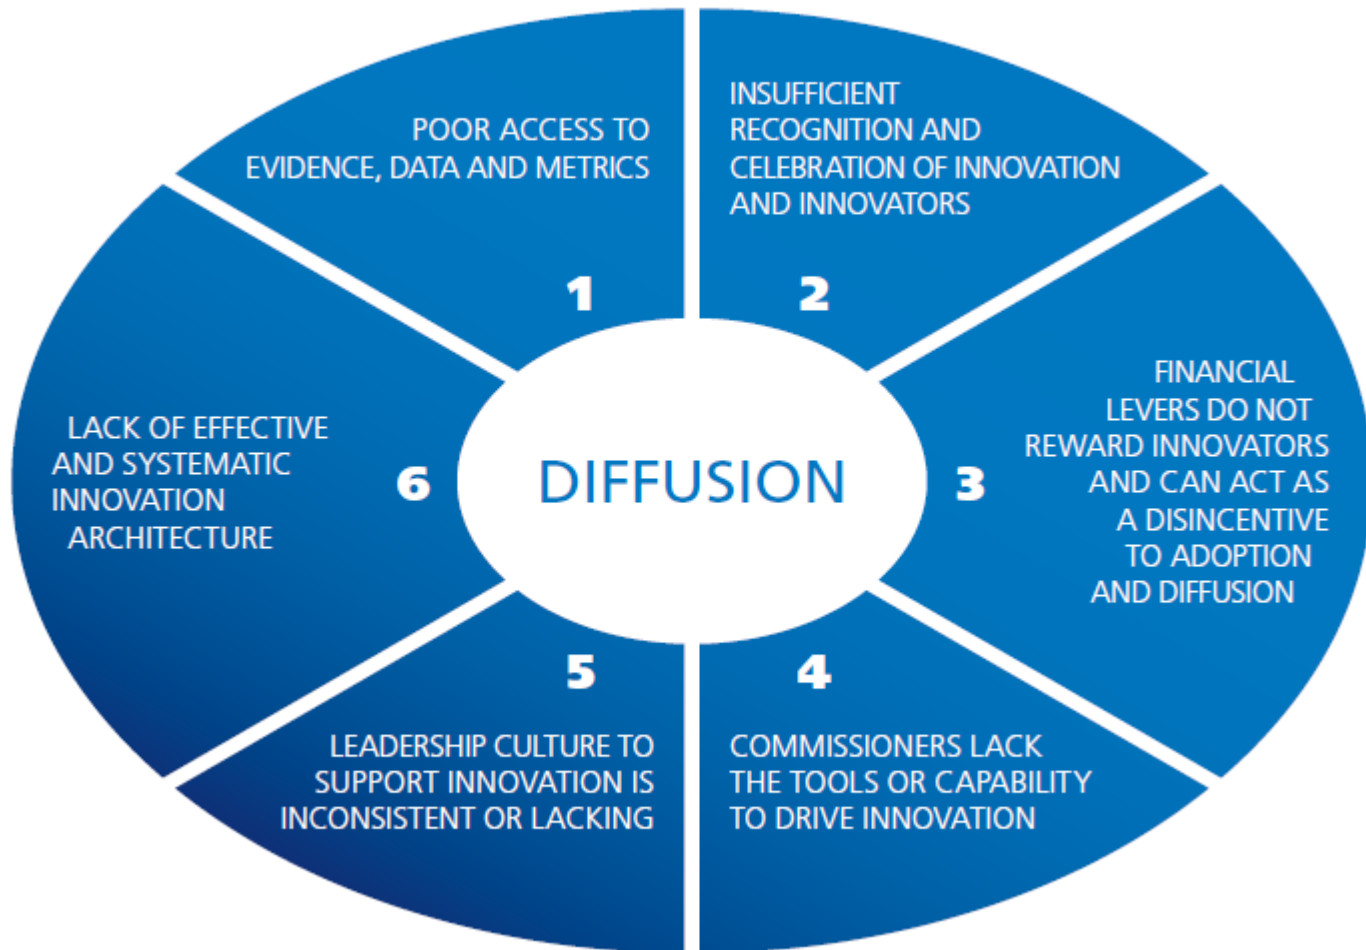 POOR ACCESS TO
EVIDENCE, DATA AND METRICS
1
INSUFFICIENT
RECOGNITION AND
CELEBRATION OF INNOVATION
AND INNOVATORS
2
FINANCIAL
LEVERS DO NOT
REWARD INNOVATORS
AND CAN ACT AS
A DISINCENTIVE
TO ADOPTION
AND DIFFUSION
3
COMMISSIONERS LACK
THE TOOLS OR CAPABILITY
TO DRIVE INNOVATION
4
LEADERSHIP CULTURE TO
SUPPORT INNOVATION IS
INCONSISTENT OR LACKING
5
LACK OF EFFECTIVE
AND SYSTEMATIC
INNOVATION
ARCHITECTURE
6
DIFFUSION